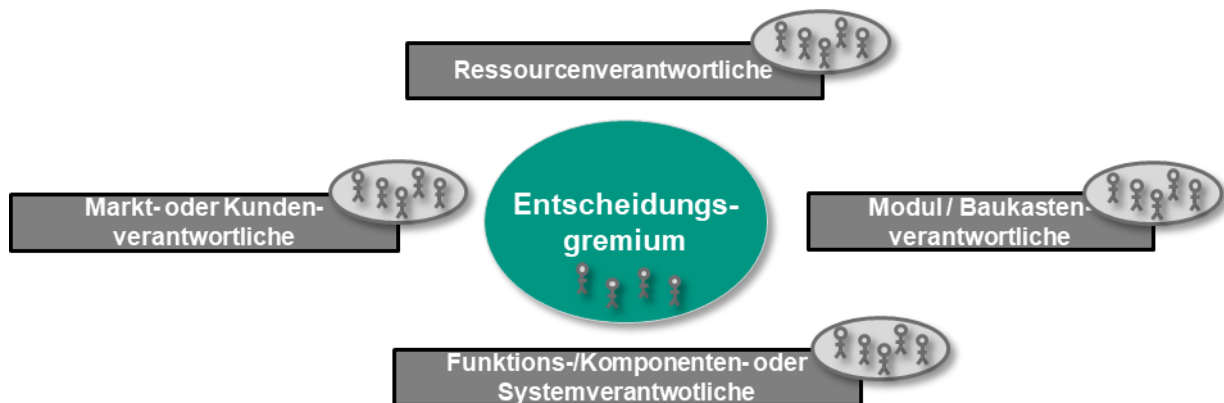 Ressourcenverantwortliche
Markt- oder Kunden-
verantwortliche
Entscheidungs-
gremium
Modul / Baukasten-
verantwortliche
Funktions-/Komponenten- oder
Systemverantwotliche